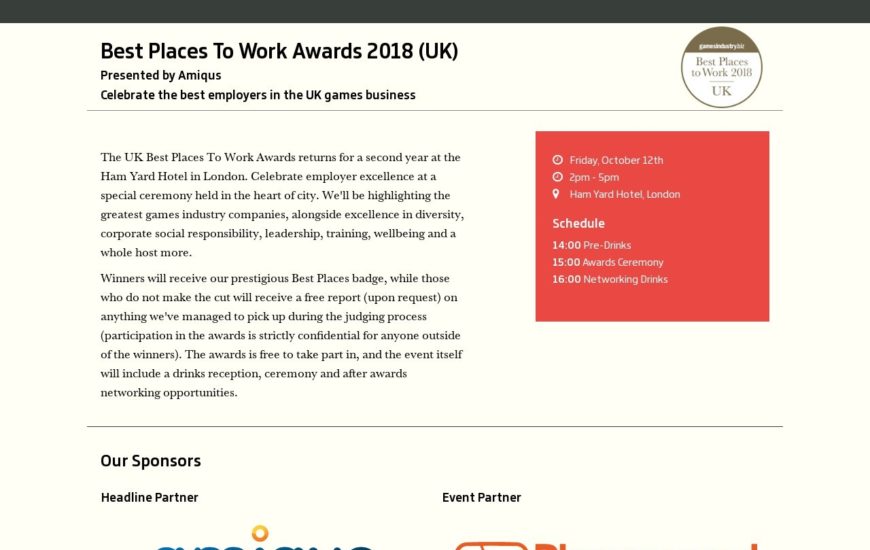 Best Places To Work Awards 2018 (UK)
Presented by Amiqus
Celebrate the best employers in the UK games business
gamesindustry.biz
Best Places
to Work 2018
UK
The UK Best Places To Work Awards returns for a second year at the
Ham Yard Hotel in London. Celebrate employer excellence at a
special ceremony held in the heart of city. We'll be highlighting the
greatest games industry companies, alongside excellence in diversity,
corporate social responsibility, leadership, training, wellbeing and a
whole host more.
Winners will receive our prestigious Best Places badge, while those
who do not make the cut will receive a free report (upon request) on
anything we've managed to pick up during the judging process
(participation in the awards is strictly confidential for anyone outside
of the winners). The awards is free to take part in, and the event itself
will include a drinks reception, ceremony and after awards
networking opportunities.
Friday, October 12th
2pm - 5pm
Ham Yard Hotel, London
Schedule
14:00 Pre-Drinks
15:00 Awards Ceremony
16:00 Networking Drinks
Our Sponsors
Headline Partner
Event Partner